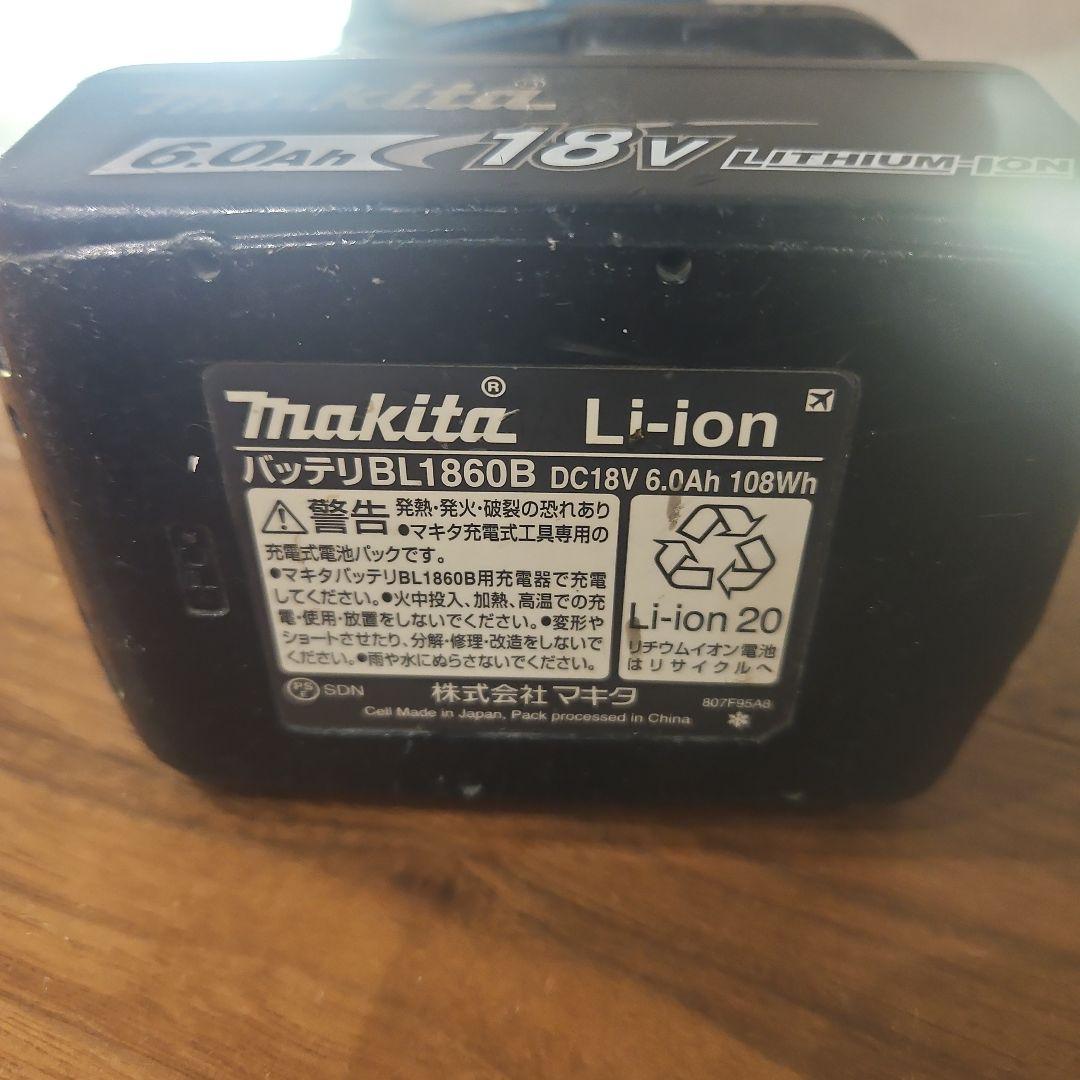 makita
6.0Ah 18V LITHIUM-ION
makita® Li-ion
バッテリBL1860B DC18V 6.0Ah 108Wh
警告 発熱・発火・破裂の恐れあり
●マキタ充電式工具専用の
充電式電池パックです。
●マキタバッテリBL1860B用充電器で充電
してください。●火中投入、加熱、高温での充
電・使用・放置をしないでください。●変形や
ショートさせたり、分解・修理・改造をしないで
ください。●雨や水にぬらさないでください。
Li-ion 20
リチウムイオン電池
はリサイクルへ
PSE SDN 株式会社マキタ 807F95A8
Cell Made in Japan, Pack processed in China